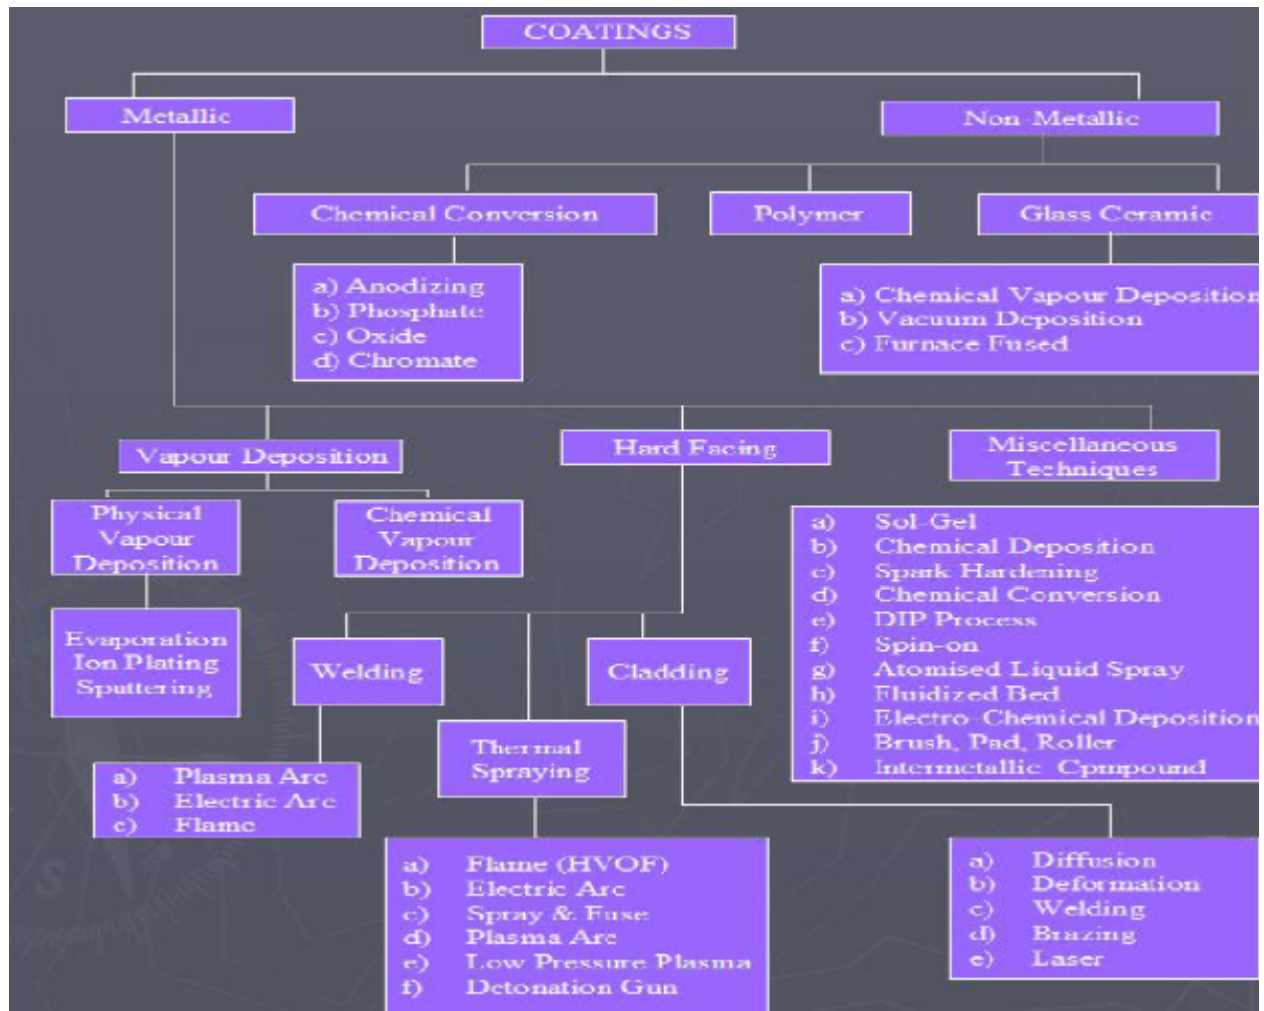 COATINGS
Metallic
Non-Metallic
Chemical Conversion
Polymer
Glass Ceramic
a) Anodizing
b) Phosphate
c) Oxide
d) Chromate
a) Chemical Vapour Deposition
b) Vacuum Deposition
c) Furnace Fused
Vapour Deposition
Hard Facing
Miscellaneous
Techniques
Physical
Vapour
Deposition
Chemical
Vapour
Deposition
a) Sol-Gel
b) Chemical Deposition
c) Spark Hardening
d) Chemical Conversion
e) DIP Process
f) Spin-on
g) Atomised Liquid Spray
h) Fluidized Bed
i) Electro-Chemical Deposition
j) Brush, Pad, Roller
k) Intermetallic Cpmpound
Evaporation
Ion Plating
Sputtering
Welding
Cladding
Thermal
Spraying
a) Plasma Arc
b) Electric Arc
c) Flame
a) Flame (HVOF)
b) Electric Arc
c) Spray & Fuse
d) Plasma Arc
e) Low Pressure Plasma
f) Detonation Gun
a) Diffusion
b) Deformation
c) Welding
d) Brazing
e) Laser
S